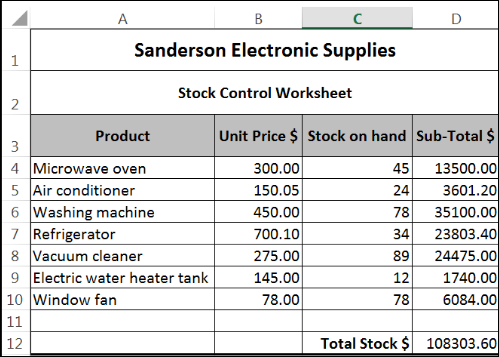 A B C D
1 Sanderson Electronic Supplies
2 Stock Control Worksheet
3 Product Unit Price $ Stock on hand Sub-Total $
4 Microwave oven 300.00 45 13500.00
5 Air conditioner 150.05 24 3601.20
6 Washing machine 450.00 78 35100.00
7 Refrigerator 700.10 34 23803.40
8 Vacuum cleaner 275.00 89 24475.00
9 Electric water heater tank 145.00 12 1740.00
10 Window fan 78.00 78 6084.00
11
12 Total Stock $ 108303.60